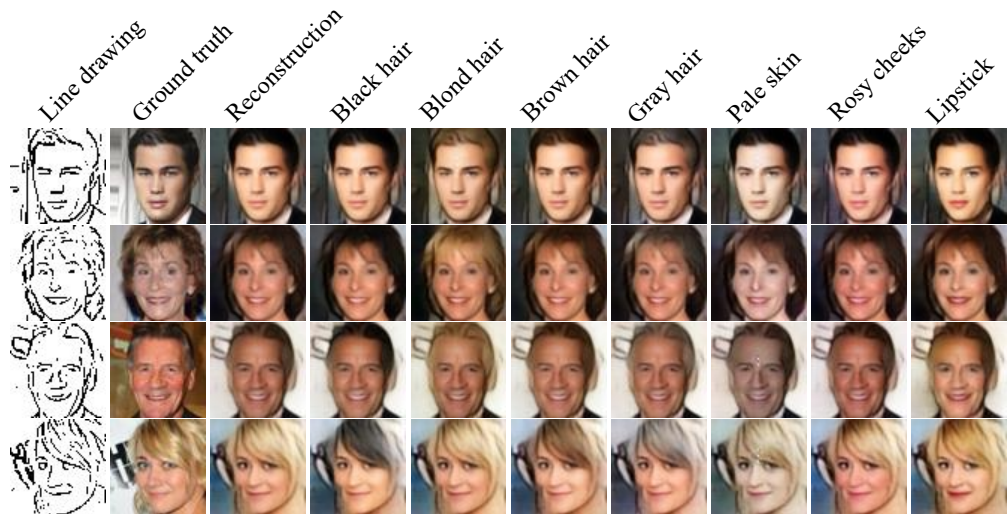 Line drawing
Ground truth
Reconstruction
Black hair
Blond hair
Brown hair
Gray hair
Pale skin
Rosy cheeks
Lipstick